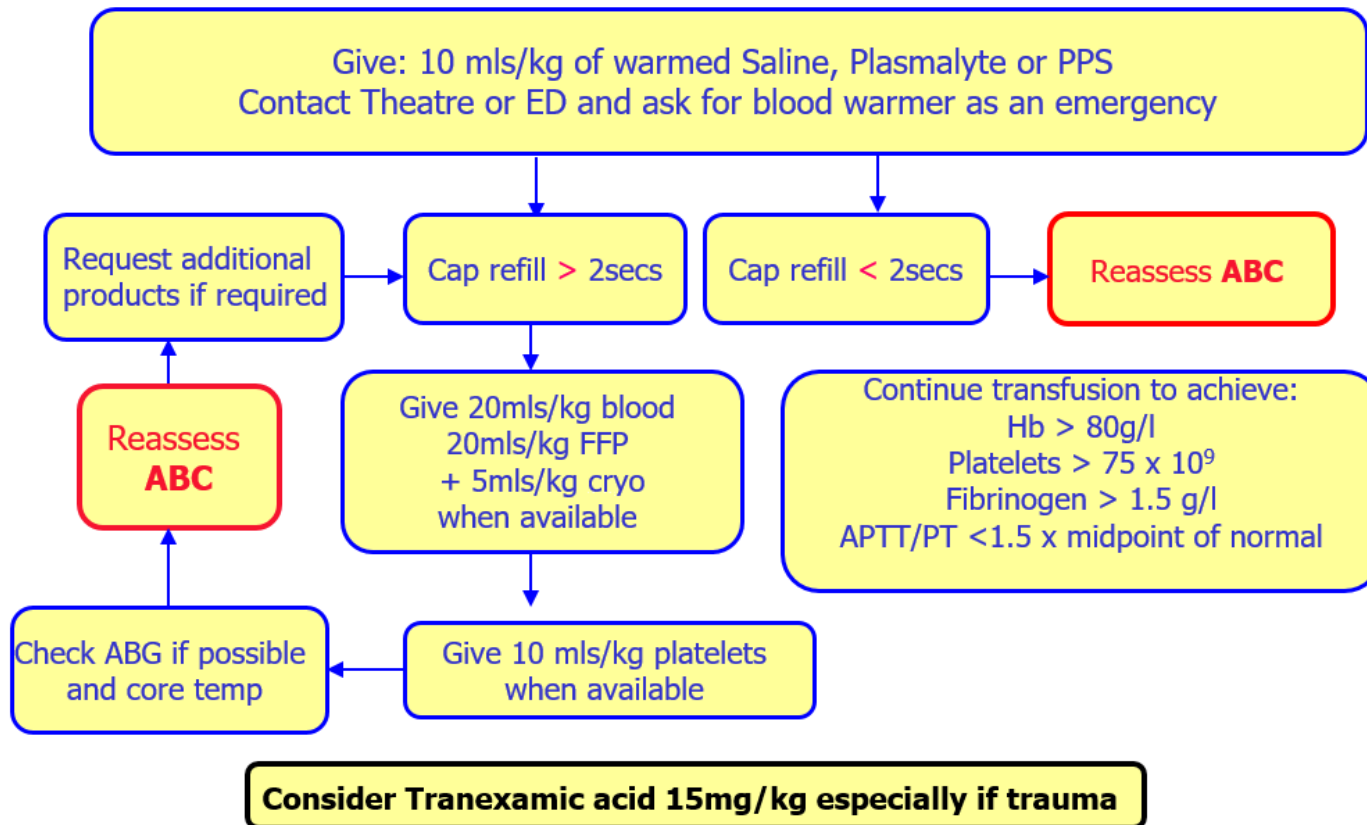 Give: 10 mls/kg of warmed Saline, Plasmalyte or PPS
Contact Theatre or ED and ask for blood warmer as an emergency
Request additional
products if required
Cap refill > 2secs
Cap refill < 2secs
Reassess ABC
Reassess
ABC
Give 20mls/kg blood
20mls/kg FFP
+ 5mls/kg cryo
when available
Continue transfusion to achieve:
Hb > 80g/l
Platelets > 75 x 10⁹
Fibrinogen > 1.5 g/l
APTT/PT <1.5 x midpoint of normal
Check ABG if possible
and core temp
Give 10 mls/kg platelets
when available
Consider Tranexamic acid 15mg/kg especially if trauma